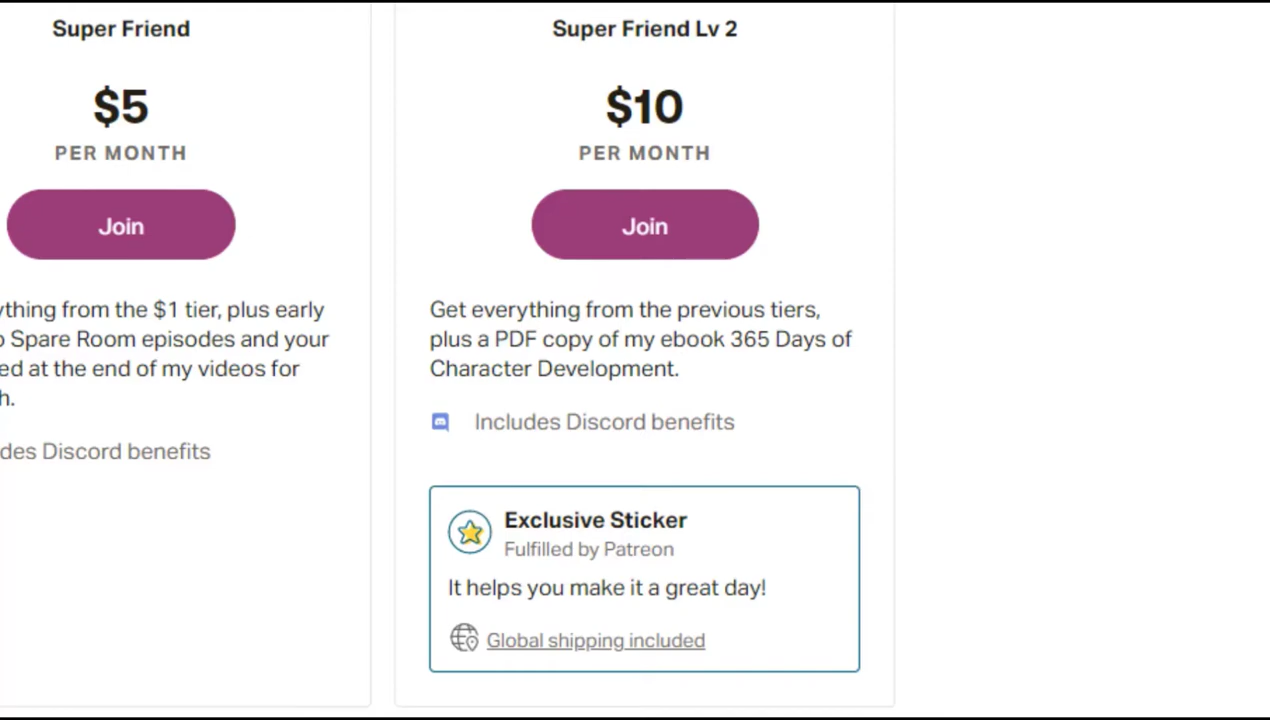 Super Friend
$5
PER MONTH
Join
ything from the $1 tier, plus early
o Spare Room episodes and your
ed at the end of my videos for
h.
des Discord benefits
Super Friend Lv 2
$10
PER MONTH
Join
Get everything from the previous tiers,
plus a PDF copy of my ebook 365 Days of
Character Development.
Includes Discord benefits
Exclusive Sticker
Fulfilled by Patreon
It helps you make it a great day!
Global shipping included